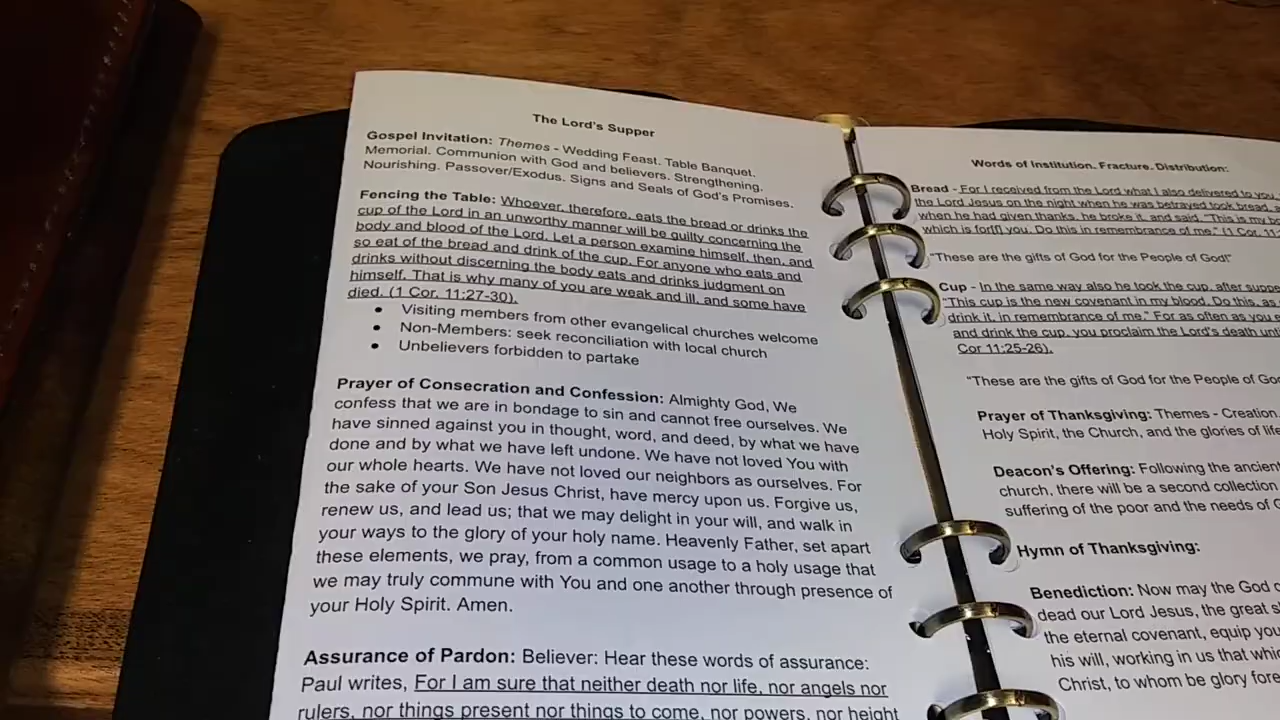 The Lord's Supper
Gospel Invitation: Themes - Wedding Feast. Table Banquet.
Memorial. Communion with God and believers. Strengthening.
Nourishing. Passover/Exodus. Signs and Seals of God's Promises.
Fencing the Table: Whoever, therefore, eats the bread or drinks the
cup of the Lord in an unworthy manner will be guilty concerning the
body and blood of the Lord. Let a person examine himself, then, and
so eat of the bread and drink of the cup. For anyone who eats and
drinks without discerning the body eats and drinks judgment on
himself. That is why many of you are weak and ill, and some have
died. (1 Cor. 11:27-30).
• Visiting members from other evangelical churches welcome
• Non-Members: seek reconciliation with local church
• Unbelievers forbidden to partake
Prayer of Consecration and Confession: Almighty God, We
confess that we are in bondage to sin and cannot free ourselves. We
have sinned against you in thought, word, and deed, by what we have
done and by what we have left undone. We have not loved You with
our whole hearts. We have not loved our neighbors as ourselves. For
the sake of your Son Jesus Christ, have mercy upon us. Forgive us,
renew us, and lead us; that we may delight in your will, and walk in
your ways to the glory of your holy name. Heavenly Father, set apart
these elements, we pray, from a common usage to a holy usage that
we may truly commune with You and one another through presence of
your Holy Spirit. Amen.
Assurance of Pardon: Believer: Hear these words of assurance:
Paul writes, For I am sure that neither death nor life, nor angels nor
rulers, nor things present nor things to come, nor powers, nor height
Words of Institution. Fracture. Distribution:
Bread - For I received from the Lord what I also delivered to you
the Lord Jesus on the night when he was betrayed took bread,
when he had given thanks, he broke it, and said, "This is my
which is for[f] you. Do this in remembrance of me." (1 Cor. 11:
"These are the gifts of God for the People of God!"
Cup - In the same way also he took the cup, after
"This cup is the new covenant in my blood. Do this, as
drink it, in remembrance of me." For as often as you
and drink the cup, you proclaim the Lord's death
Cor 11:25-26).
"These are the gifts of God for the People of
Prayer of Thanksgiving: Themes - Creation
Holy Spirit, the Church, and the glories of
Deacon's Offering: Following the ancient
church, there will be a second collection
suffering of the poor and the needs of
Hymn of Thanksgiving:
Benediction: Now may the God
dead our Lord Jesus, the great
the eternal covenant, equip
his will, working in us that
Christ, to whom be glory